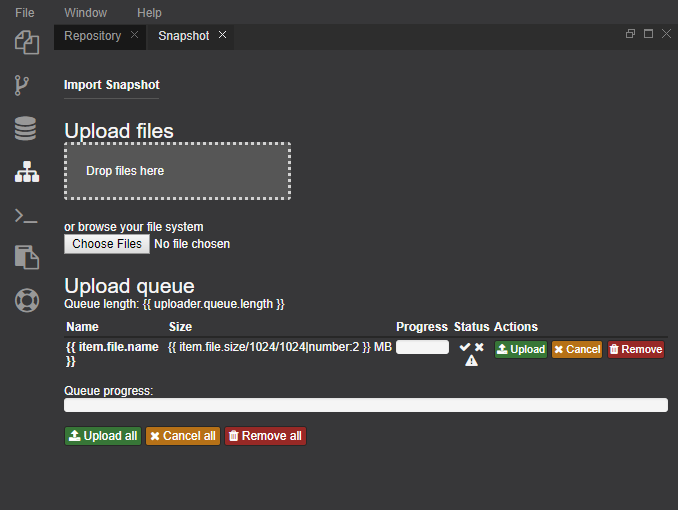 File Window Help
Repository Snapshot
Import Snapshot
Upload files
Drop files here
or browse your file system
Choose Files No file chosen
Upload queue
Queue length: {{ uploader.queue.length }}
Name Size Progress Status Actions
{{ item.file.name {{ item.file.size/1024/1024|number:2 }} MB Upload Cancel Remove
}}
Queue progress:
Upload all Cancel all Remove all